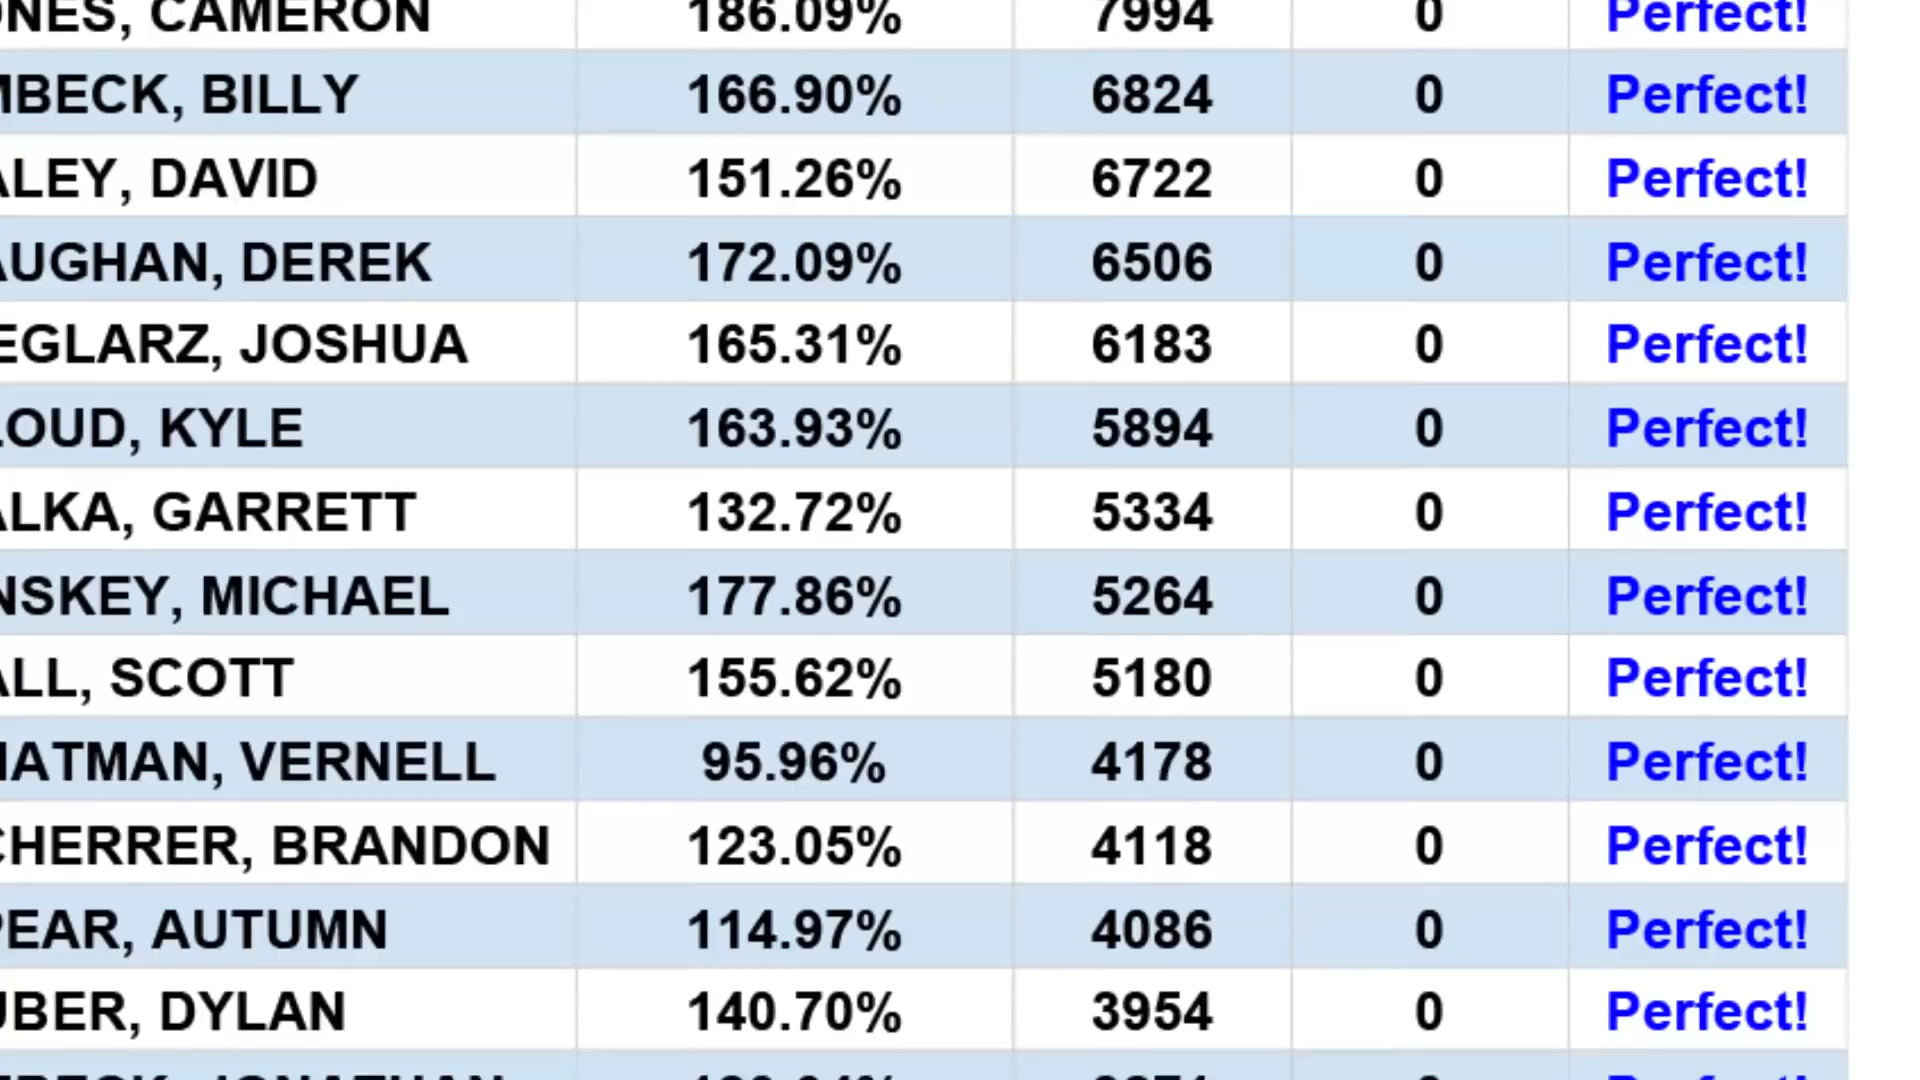 ONES, CAMERON 186.09% 7994 0 Perfect!
MBECK, BILLY 166.90% 6824 0 Perfect!
ALEY, DAVID 151.26% 6722 0 Perfect!
AUGHAN, DEREK 172.09% 6506 0 Perfect!
EGLARZ, JOSHUA 165.31% 6183 0 Perfect!
LOUD, KYLE 163.93% 5894 0 Perfect!
ALKA, GARRETT 132.72% 5334 0 Perfect!
NSKEY, MICHAEL 177.86% 5264 0 Perfect!
ALL, SCOTT 155.62% 5180 0 Perfect!
HATMAN, VERNELL 95.96% 4178 0 Perfect!
CHERRER, BRANDON 123.05% 4118 0 Perfect!
PEAR, AUTUMN 114.97% 4086 0 Perfect!
UBER, DYLAN 140.70% 3954 0 Perfect!
JONATHAN